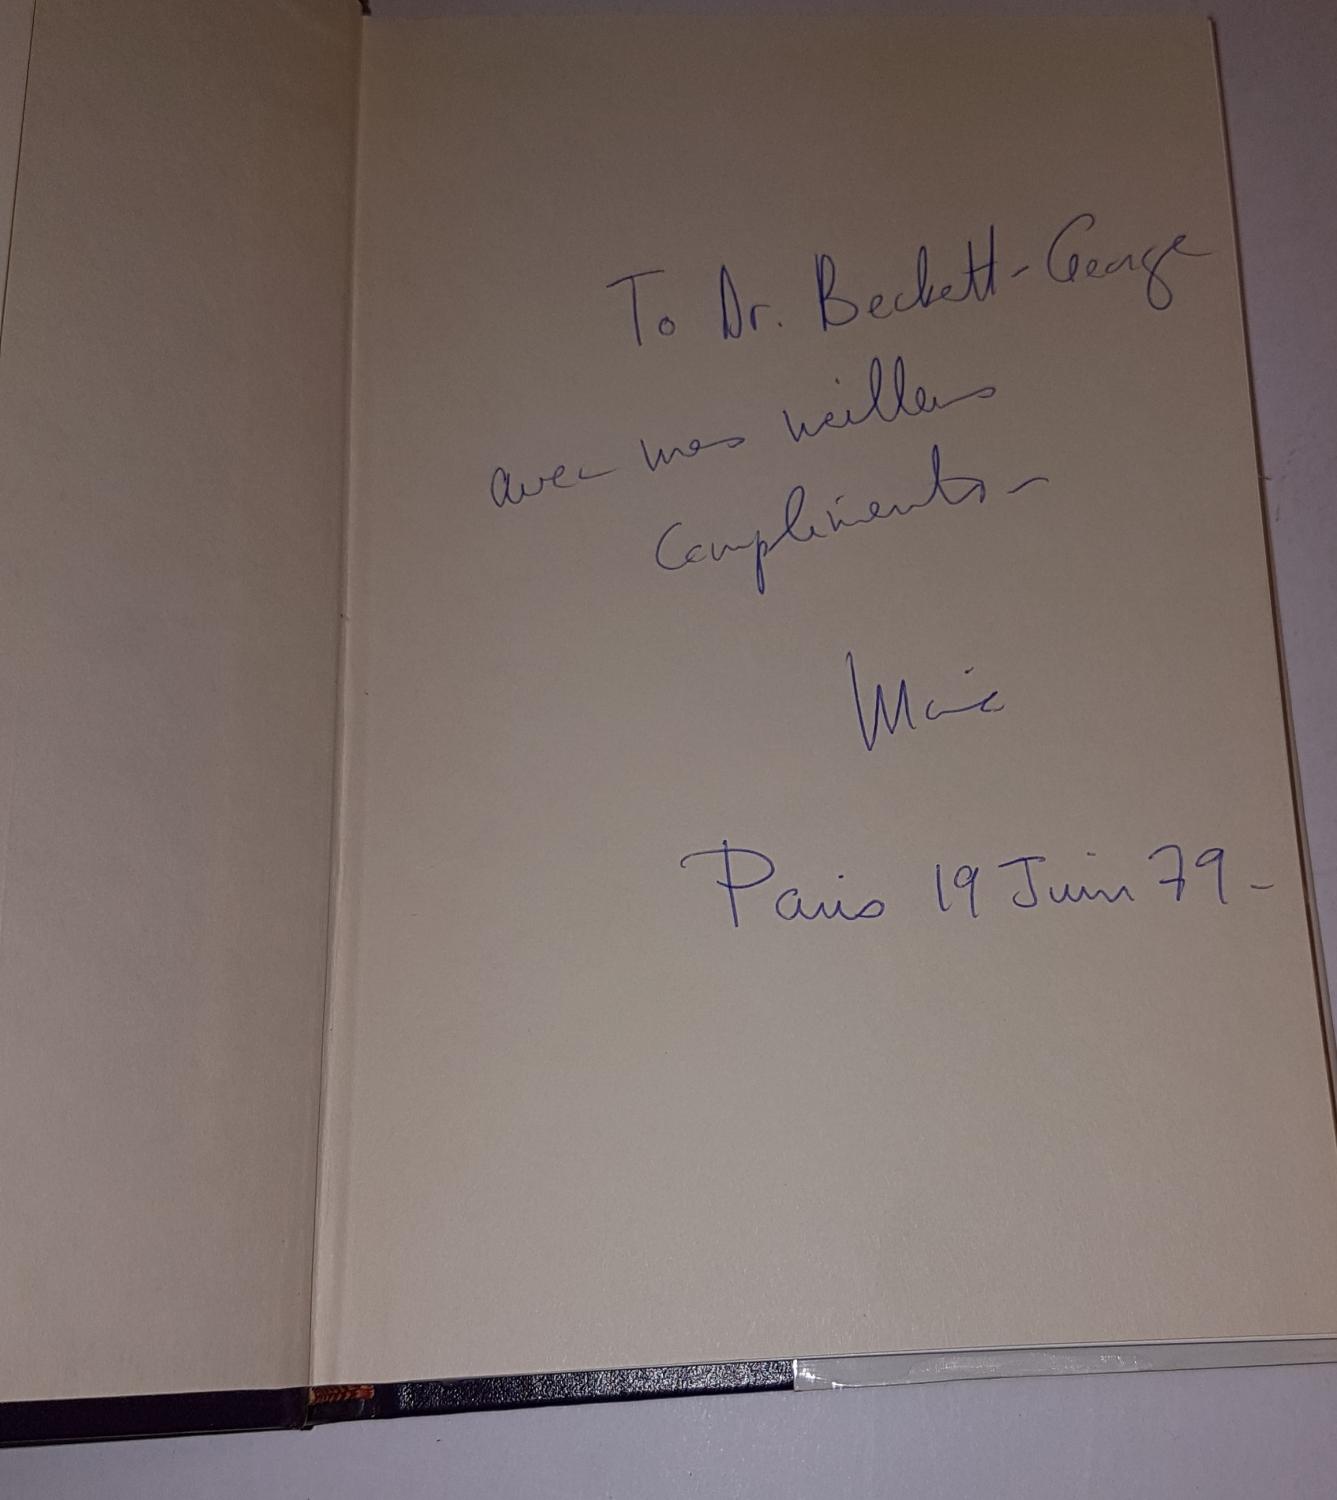 To Dr. Beckett-George
avec mes meilleurs
compliments -
Paris 19 Juin 79 -